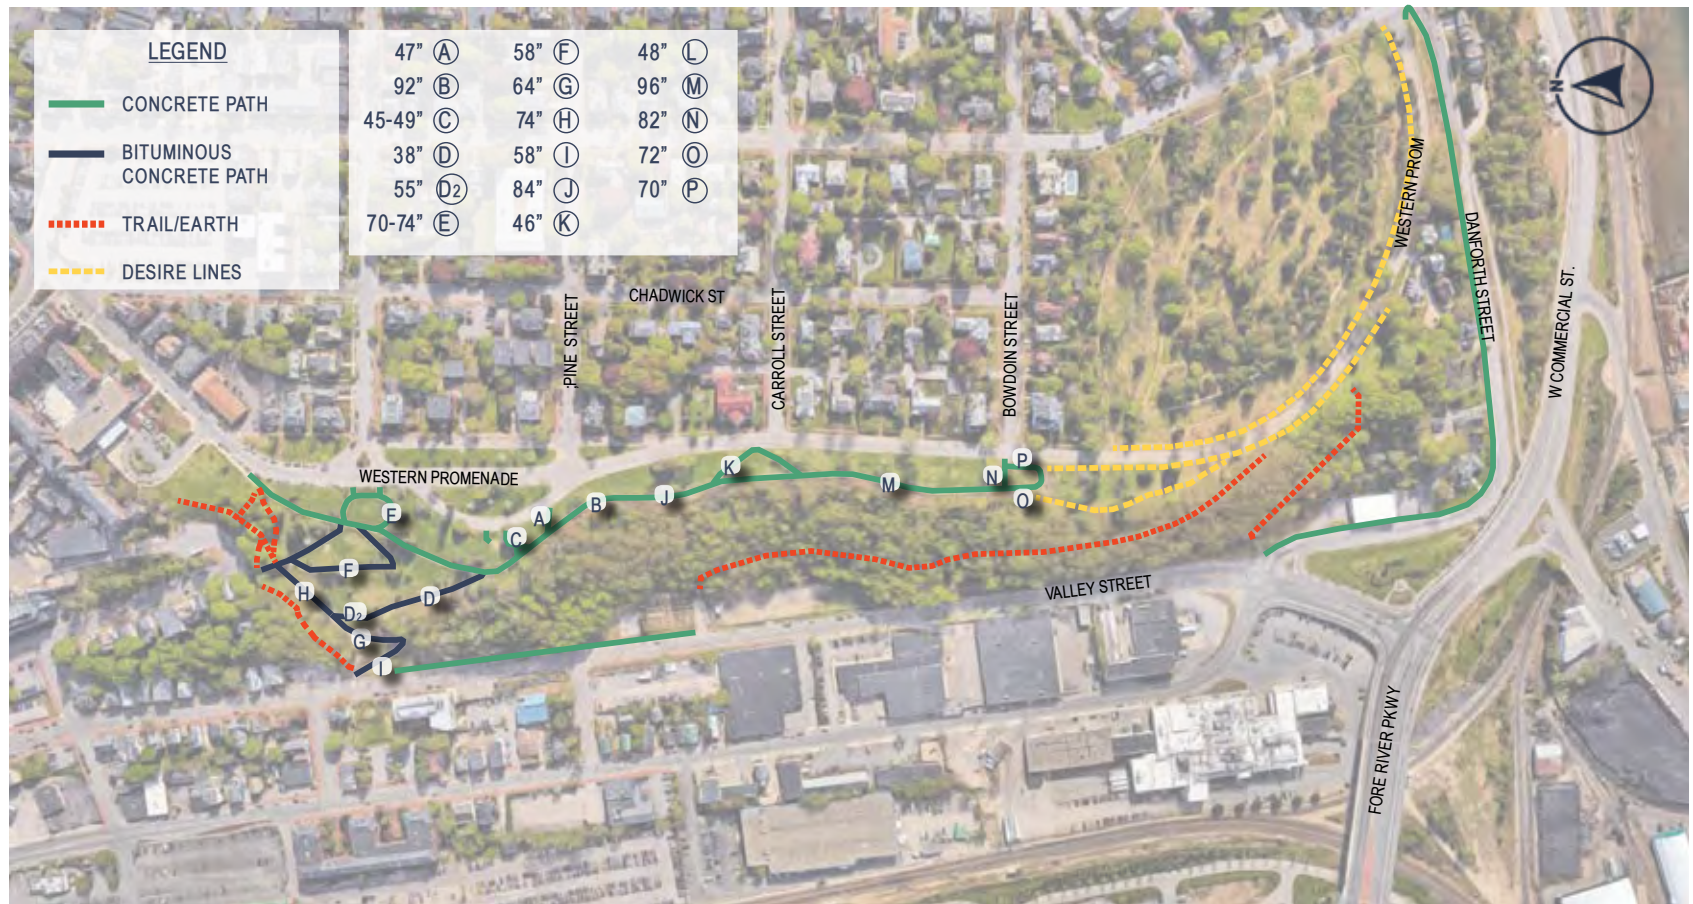 LEGEND
CONCRETE PATH
BITUMINOUS
CONCRETE PATH
TRAIL/EARTH
DESIRE LINES
47” A
92” B
45-49” C
38” D
55” D2
70-74” E
58” F
64” G
74” H
58” I
84” J
46” K
48” L
96” M
82” N
72” O
70” P
N
WESTERN PROM
DANFORTH STREET
W COMMERCIAL ST.
CHADWICK ST
PINE STREET
CARROLL STREET
BOWDOIN STREET
WESTERN PROMENADE
K
P
N
M
O
E
B
J
A
C
F
H
D
D2
G
I
VALLEY STREET
FORE RIVER PKWY